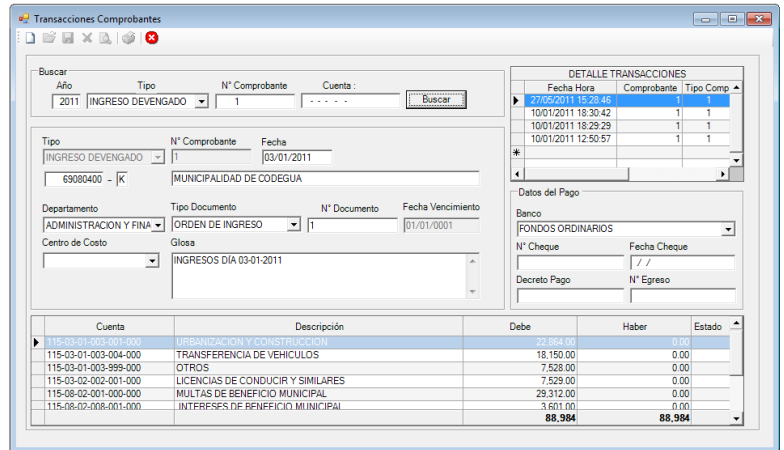 Transacciones Comprobantes
Buscar
Año Tipo N° Comprobante Cuenta :
2011 INGRESO DEVENGADO 1 - - - - - Buscar
DETALLE TRANSACCIONES
Fecha Hora Comprobante Tipo Comp
27/05/2011 15:28:46 1 1
10/01/2011 18:30:42 1 1
10/01/2011 18:29:29 1 1
10/01/2011 12:50:57 1 1
Tipo N° Comprobante Fecha
INGRESO DEVENGADO 1 03/01/2011
69080400 - K MUNICIPALIDAD DE CODEGUA
Departamento Tipo Documento N° Documento Fecha Vencimiento
ADMINISTRACION Y FINA ORDEN DE INGRESO 1 01/01/0001
Centro de Costo Glosa
INGRESOS DÍA 03-01-2011
Datos del Pago
Banco
FONDOS ORDINARIOS
N° Cheque Fecha Cheque
/ /
Decreto Pago N° Egreso
Cuenta Descripción Debe Haber Estado
115-03-01-003-001-000 URBANIZACION Y CONSTRUCCION 22,864.00 0.00
115-03-01-003-004-000 TRANSFERENCIA DE VEHICULOS 18,150.00 0.00
115-03-01-003-999-000 OTROS 7,528.00 0.00
115-03-02-002-001-000 LICENCIAS DE CONDUCIR Y SIMILARES 7,529.00 0.00
115-08-02-001-000-000 MULTAS DE BENEFICIO MUNICIPAL 29,312.00 0.00
115-08-02-008-001-000 INTERESES DE BENEFICIO MUNICIPAL 3,601.00 0.00
88,984 88,984